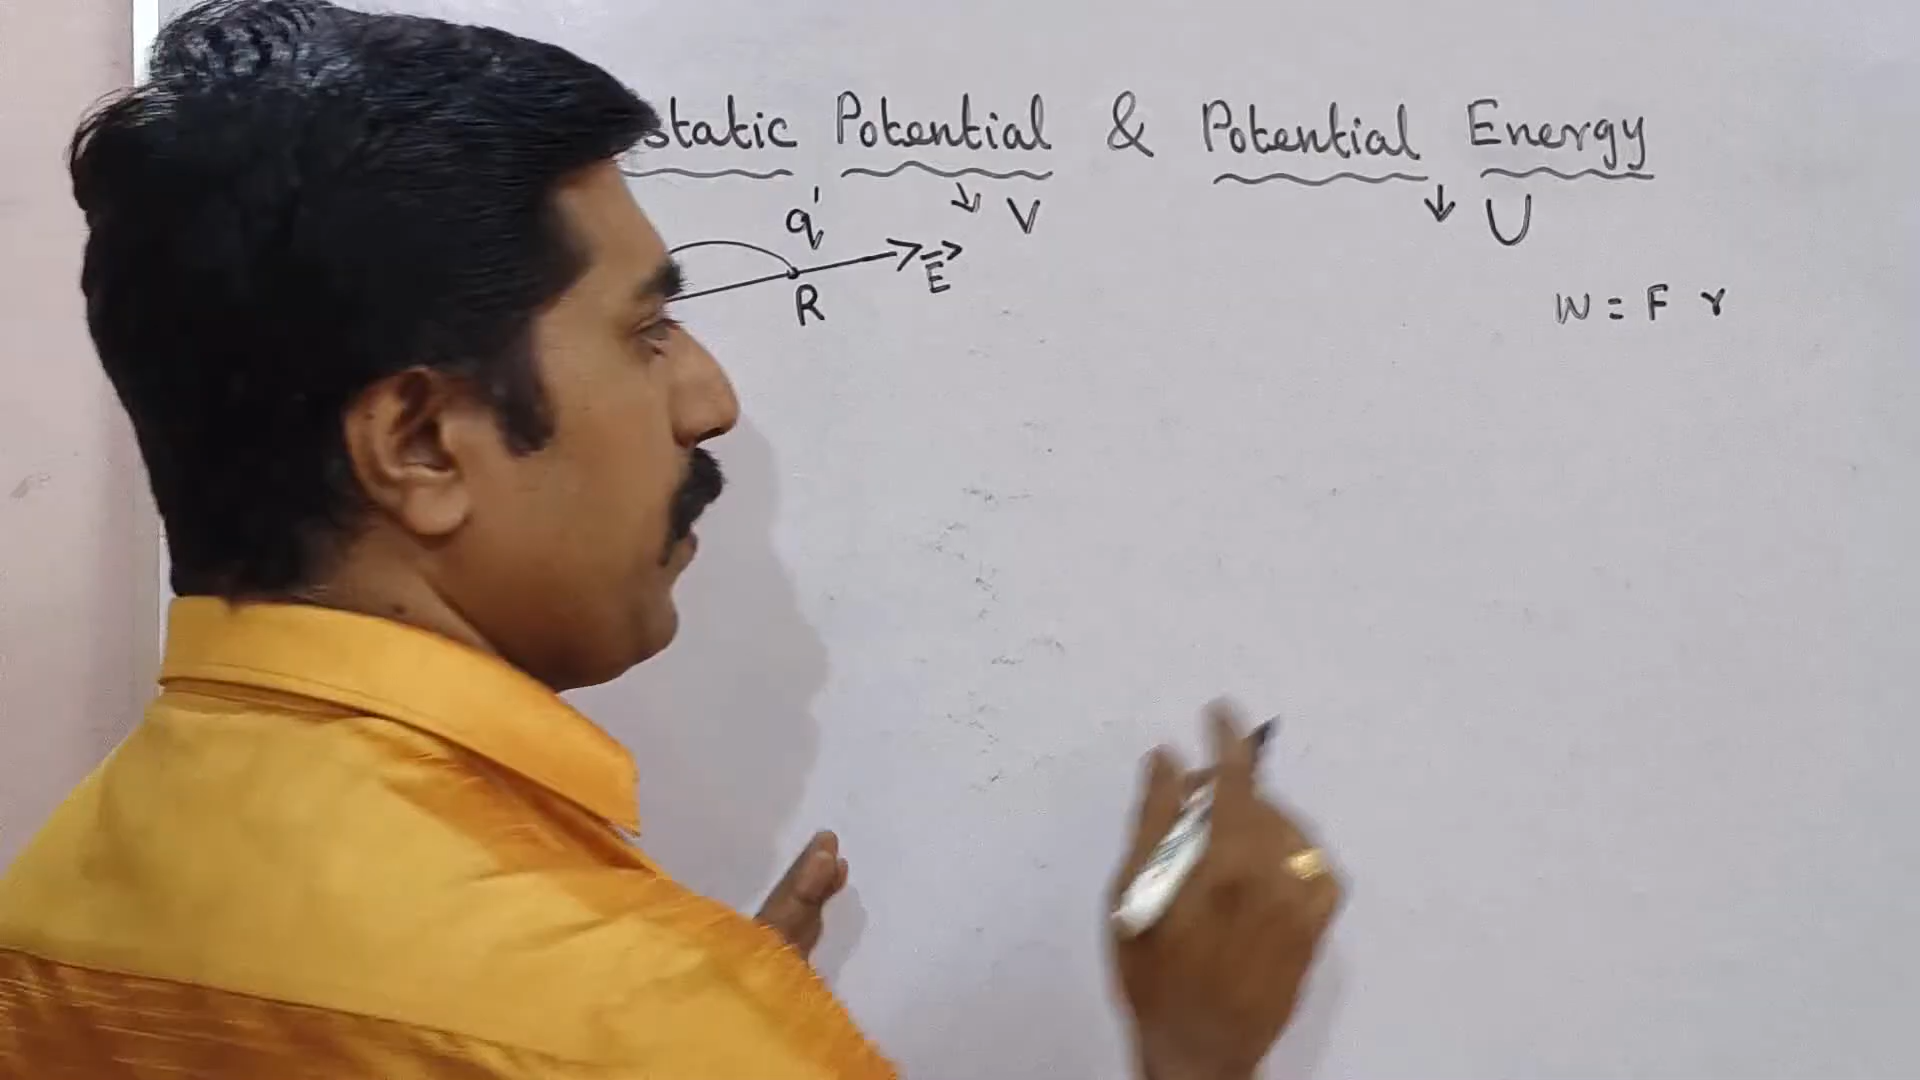 static Potential & Potential Energy
↓ V ↓ U
q'
R
E⃗
W = F r